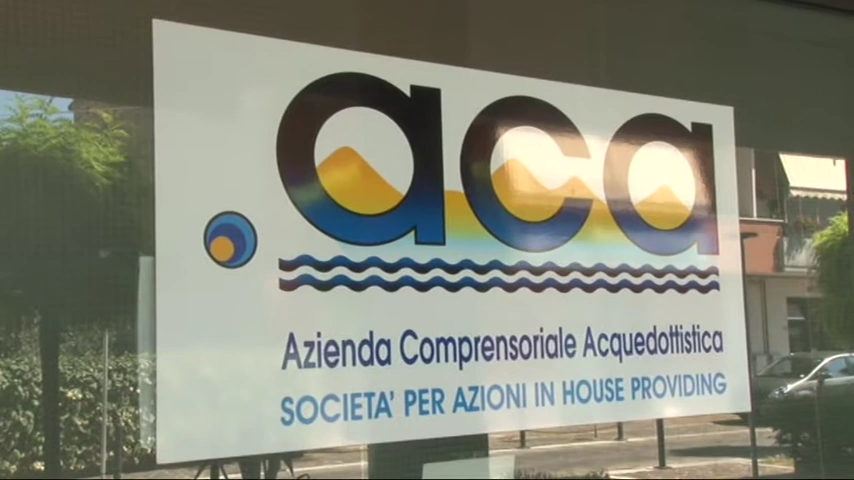 aca
Azienda Comprensoriale Acquedottistica
SOCIETA' PER AZIONI IN HOUSE PROVIDING